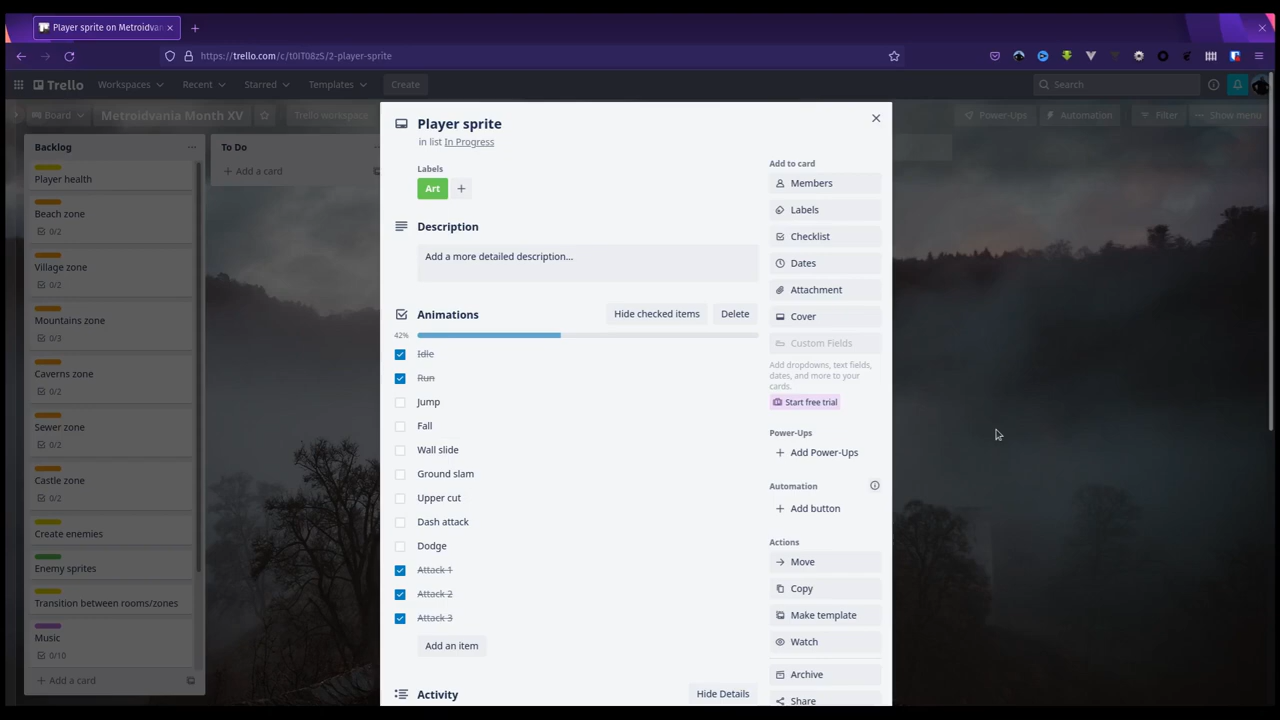 Player sprite on Metroidvan
https://trello.com/c/t0IT08zS/2-player-sprite
Trello
Workspaces
Recent
Starred
Templates
Create
Search
Board
Metroidvania Month XV
Trello workspace
Power-Ups
Automation
Filter
Show menu
Backlog
Player health
Beach zone
0/2
Village zone
0/2
Mountains zone
0/3
Caverns zone
0/2
Sewer zone
0/2
Castle zone
0/2
Create enemies
Enemy sprites
Transition between rooms/zones
Music
0/10
+ Add a card
To Do
+ Add a card
Player sprite
in list In Progress
Labels
Art
+
Description
Add a more detailed description...
Animations
Hide checked items
Delete
42%
Idle
Run
Jump
Fall
Wall slide
Ground slam
Upper cut
Dash attack
Dodge
Attack 1
Attack 2
Attack 3
Add an item
Activity
Hide Details
Add to card
Members
Labels
Checklist
Dates
Attachment
Cover
Custom Fields
Add dropdowns, text fields,
dates, and more to your
cards.
Start free trial
Power-Ups
+ Add Power-Ups
Automation
+ Add button
Actions
Move
Copy
Make template
Watch
Archive
Share